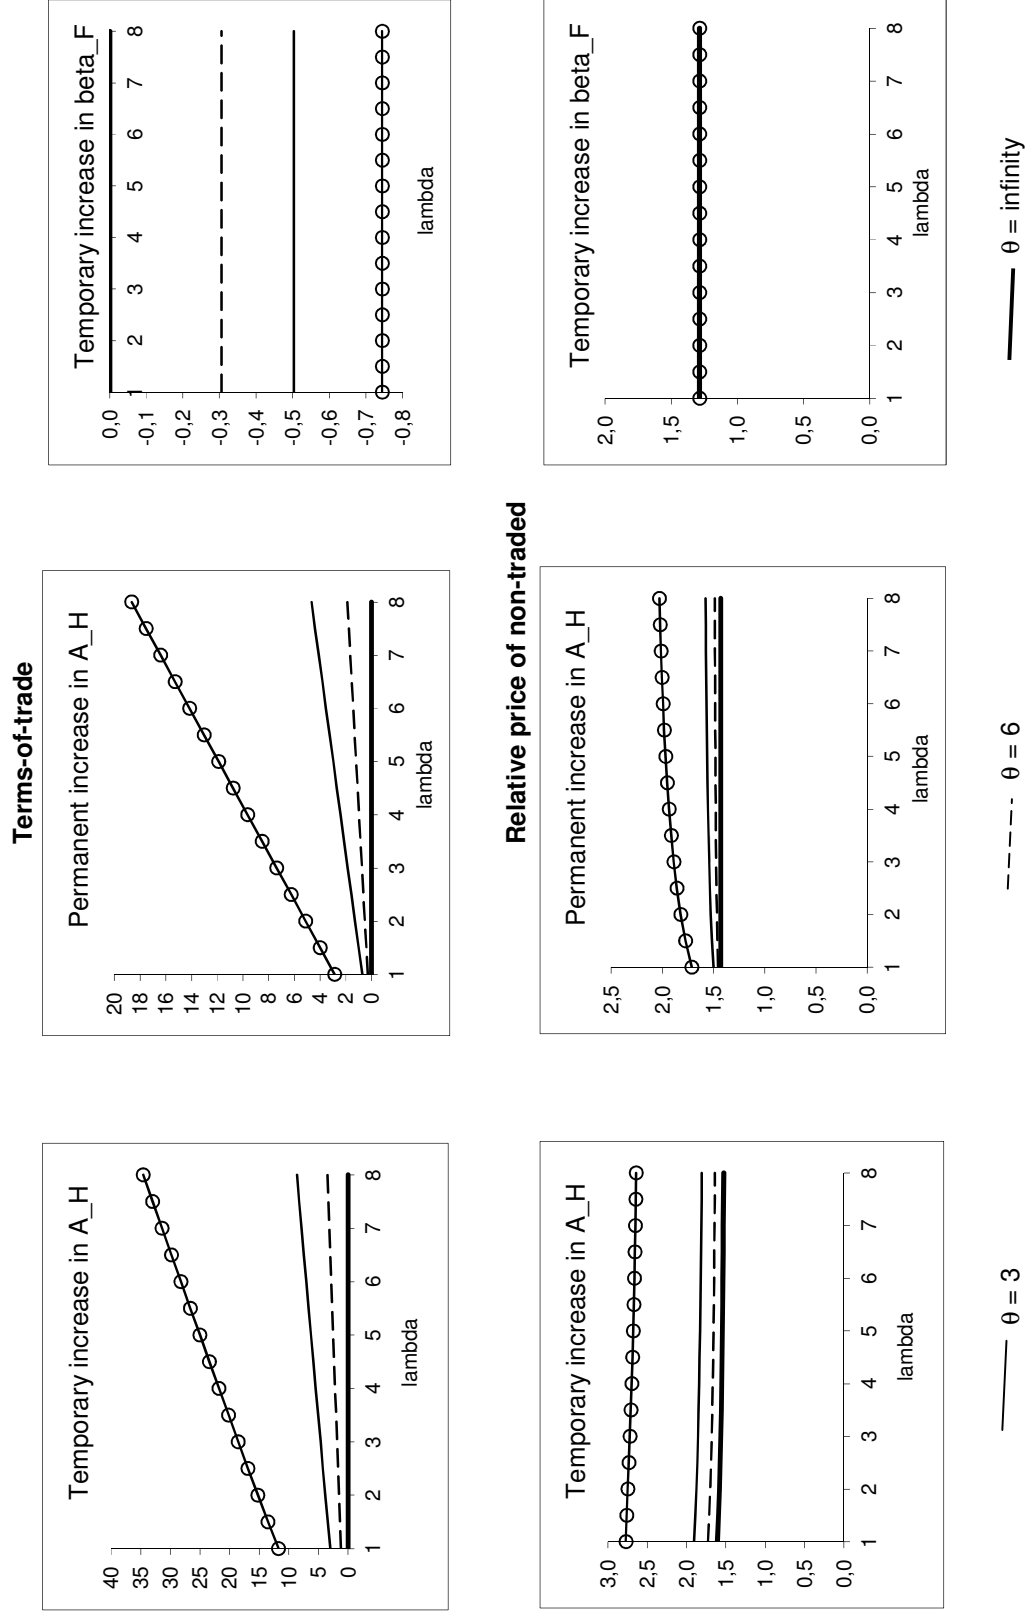 Terms-of-trade
Temporary increase in A_H
40
35
30
25
20
15
10
5
0
1 2 3 4 5 6 7 8
lambda
Permanent increase in A_H
20
18
16
14
12
10
8
6
4
2
0
1 2 3 4 5 6 7 8
lambda
Temporary increase in beta_F
0,0
-0,1
-0,2
-0,3
-0,4
-0,5
-0,6
-0,7
-0,8
1 2 3 4 5 6 7 8
lambda
Relative price of non-traded
Temporary increase in A_H
3,0
2,5
2,0
1,5
1,0
0,5
0,0
1 2 3 4 5 6 7 8
lambda
Permanent increase in A_H
2,5
2,0
1,5
1,0
0,5
0,0
1 2 3 4 5 6 7 8
lambda
Temporary increase in beta_F
2,0
1,5
1,0
0,5
0,0
1 2 3 4 5 6 7 8
lambda
θ = 3
θ = 6
θ = infinity